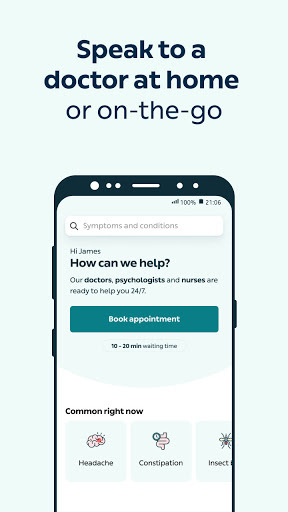 Speak to a
doctor at home
or on-the-go
100% 21:06
Symptoms and conditions
Hi James
How can we help?
Our doctors, psychologists and nurses are
ready to help you 24/7.
Book appointment
10 - 20 min waiting time
Common right now
Headache Constipation Insect